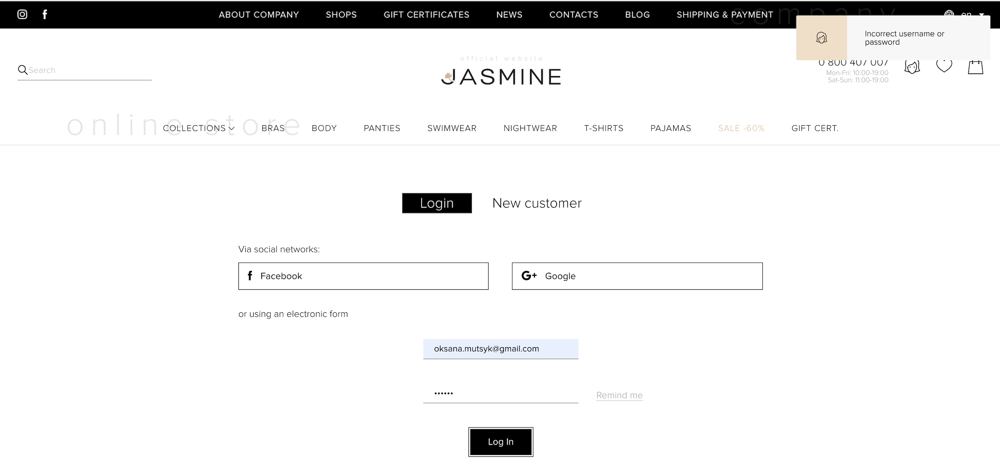 ABOUT COMPANY SHOPS GIFT CERTIFICATES NEWS CONTACTS BLOG SHIPPING & PAYMENT
company
en
Incorrect username or
password
official website
JASMINE
Search
0 800 407 007
Mon-Fri: 10:00-19:00
Sat-Sun: 11:00-19:00
online store
COLLECTIONS BRAS BODY PANTIES SWIMWEAR NIGHTWEAR T-SHIRTS PAJAMAS SALE -60% GIFT CERT.
Login New customer
Via social networks:
f Facebook G+ Google
or using an electronic form
oksana.mutsyk@gmail.com
••••••
Remind me
Log In